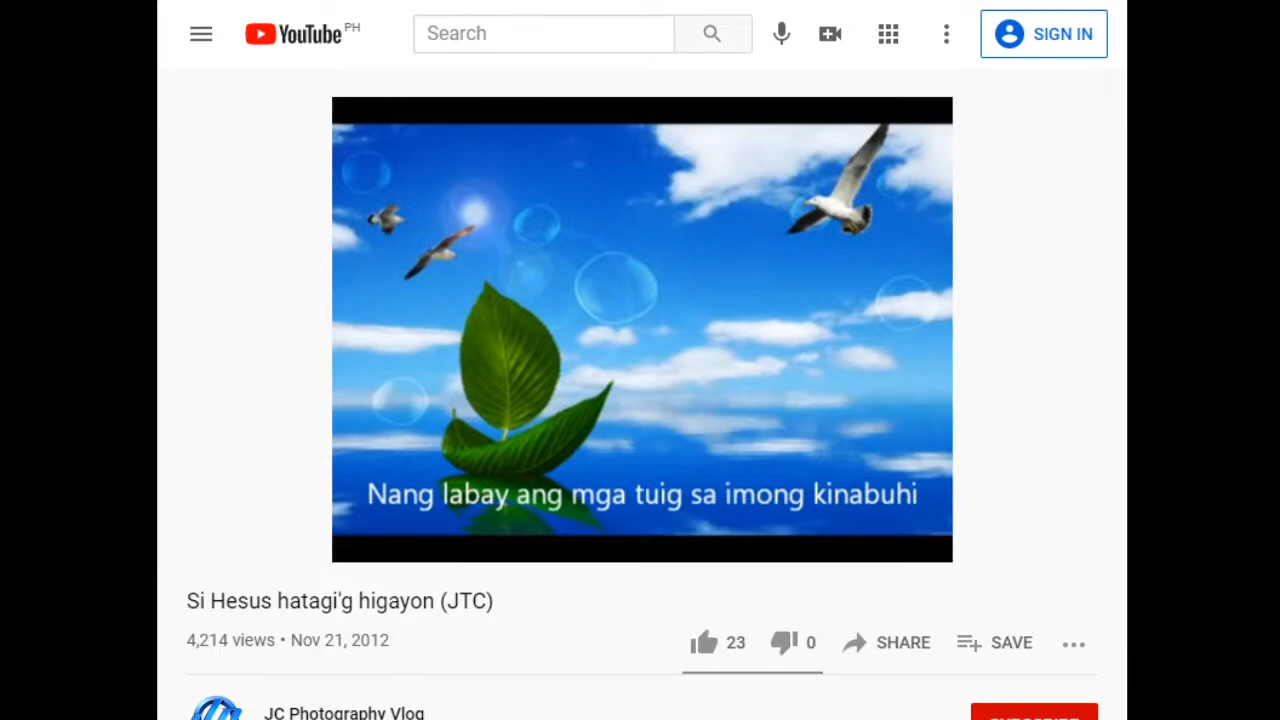 YouTube PH
Search
SIGN IN
Nang labay ang mga tuig sa imong kinabuhi
Si Hesus hatagi'g higayon (JTC)
4,214 views • Nov 21, 2012
23
0
SHARE
SAVE
JC Photography Vlog
SUBSCRIBE